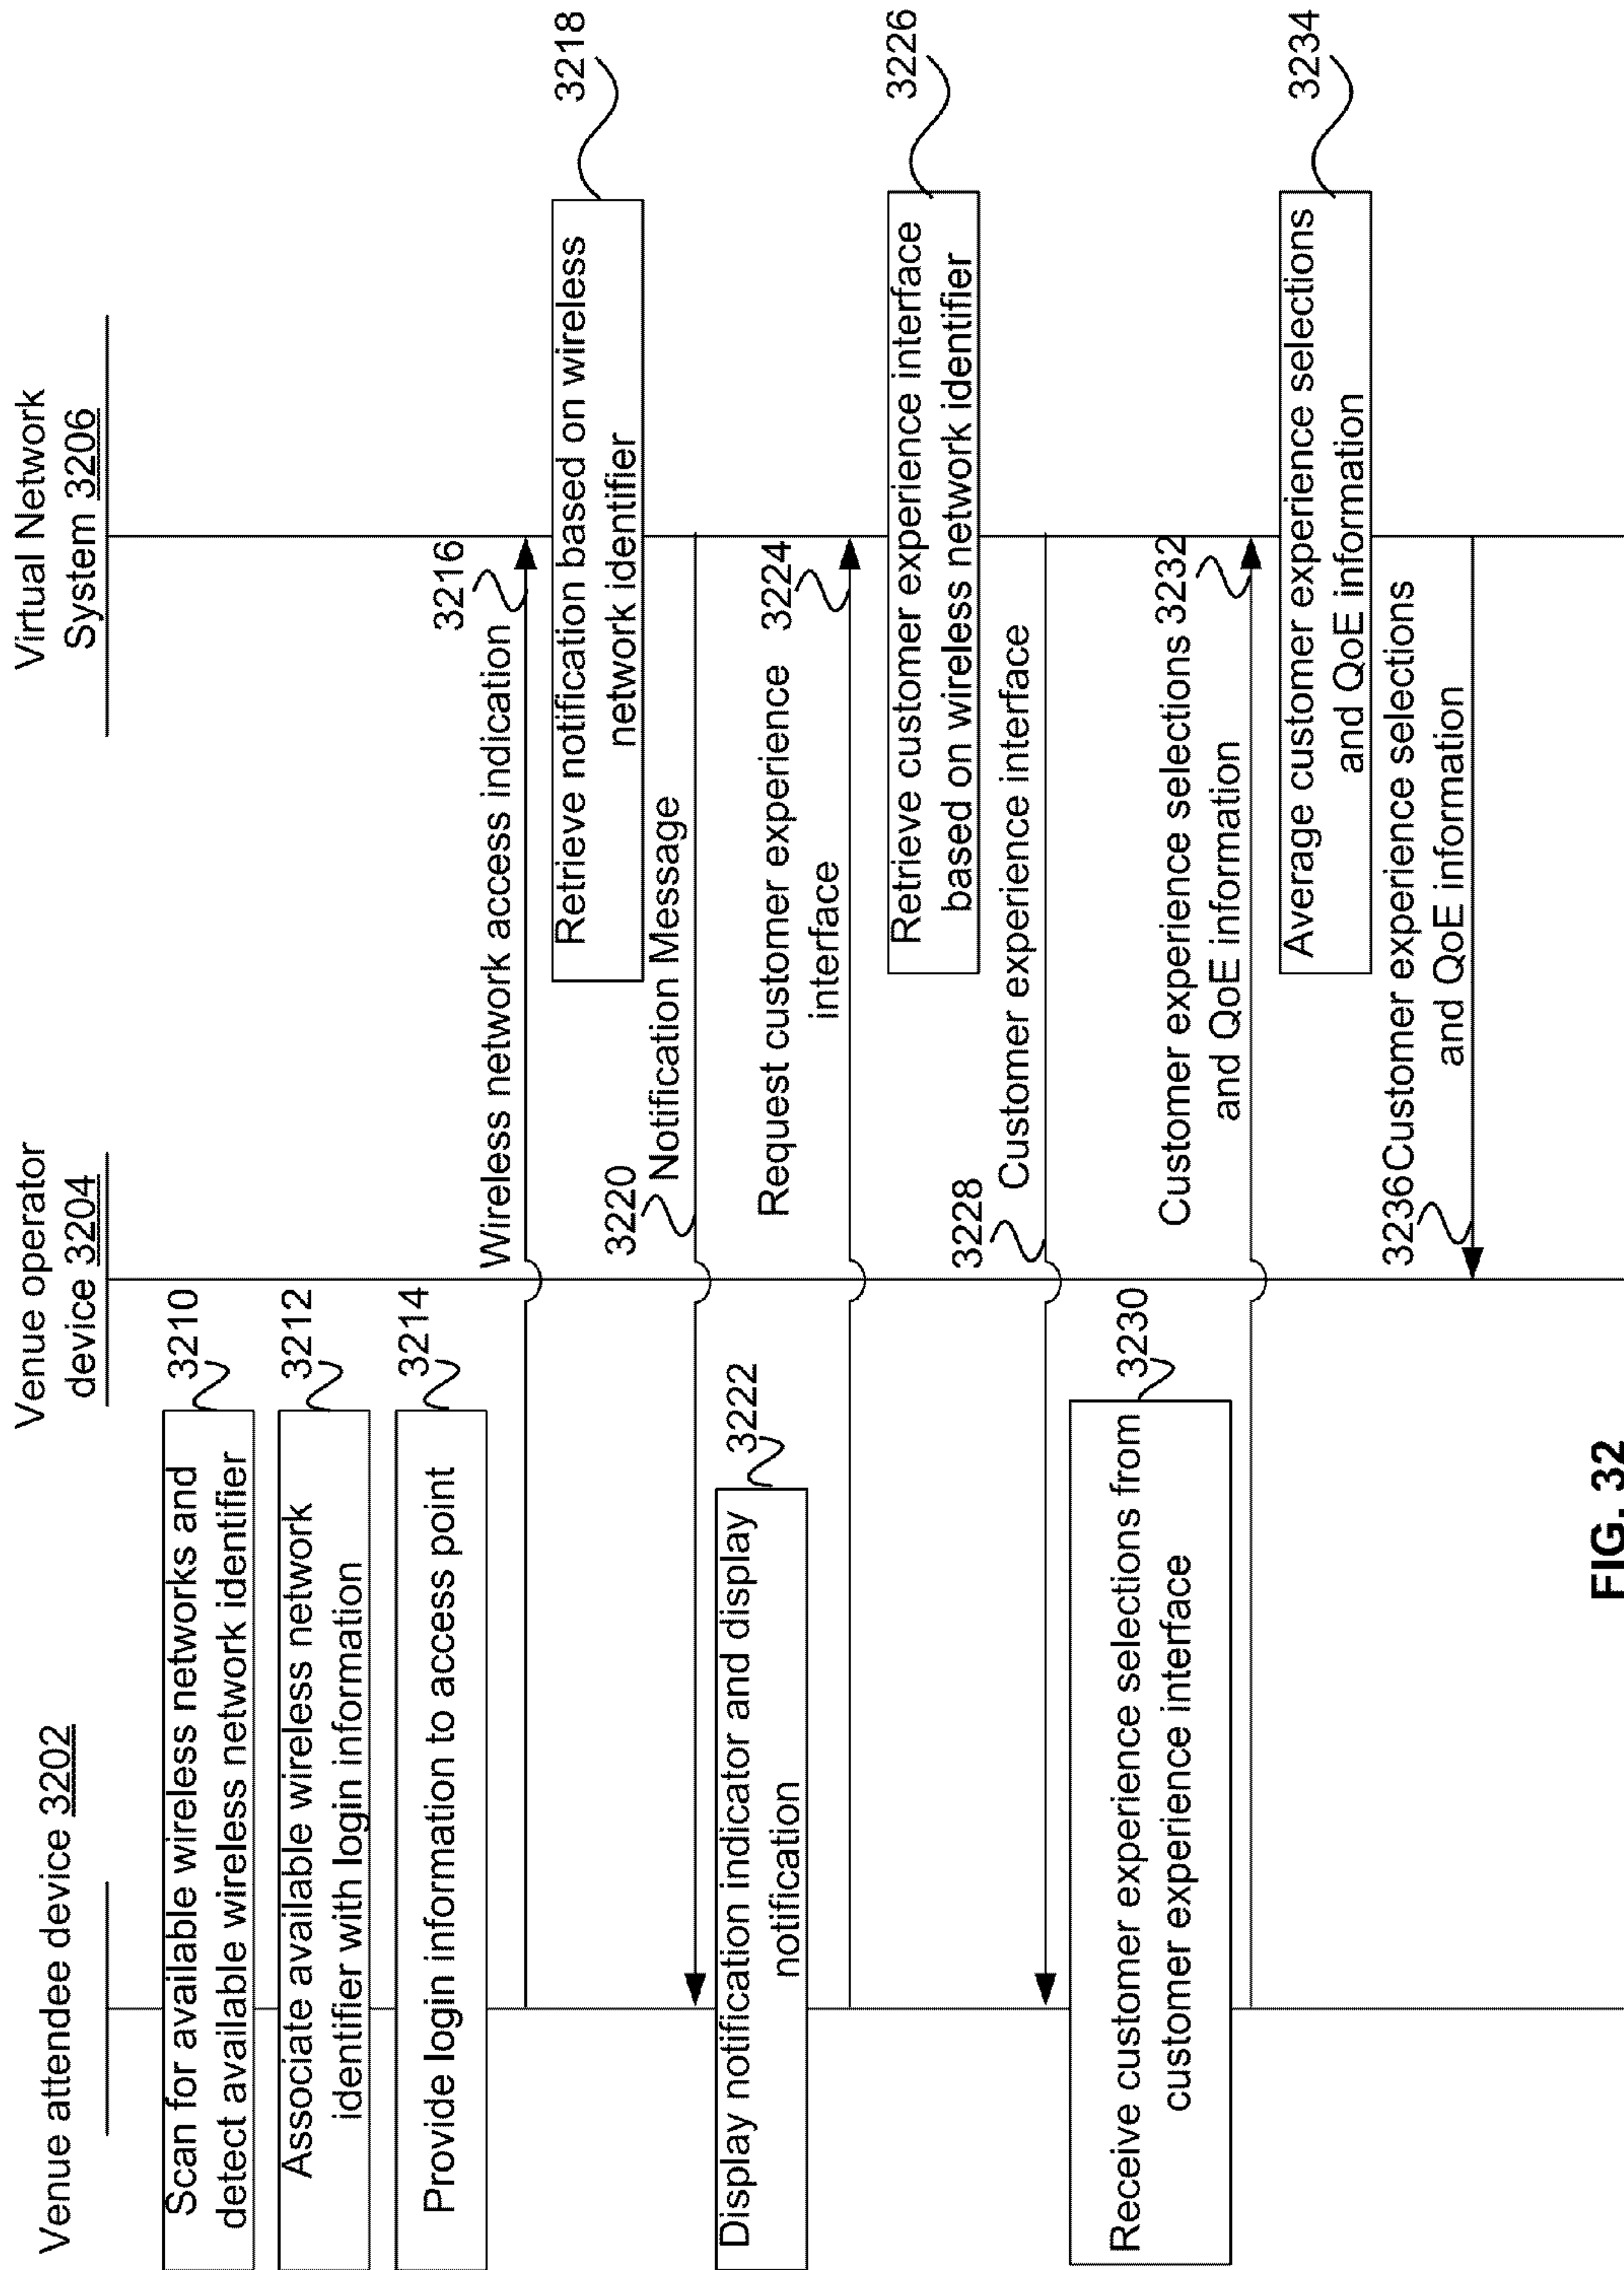 Venue attendee device 3202
Venue operator
device 3204
Virtual Network
System 3206
Scan for available wireless networks and
detect available wireless network identifier
3210
Associate available wireless network
identifier with login information
3212
Provide login information to access point
3214
Wireless network access indication
3216
Retrieve notification based on wireless
network identifier
3218
3220
Notification Message
Display notification indicator and display
notification
3222
Request customer experience
interface
3224
Retrieve customer experience interface
based on wireless network identifier
3226
3228
Customer experience interface
Receive customer experience selections from
customer experience interface
3230
Customer experience selections
and QoE information
3232
Average customer experience selections
and QoE information
3234
3236
Customer experience selections
and QoE information
FIG. 32